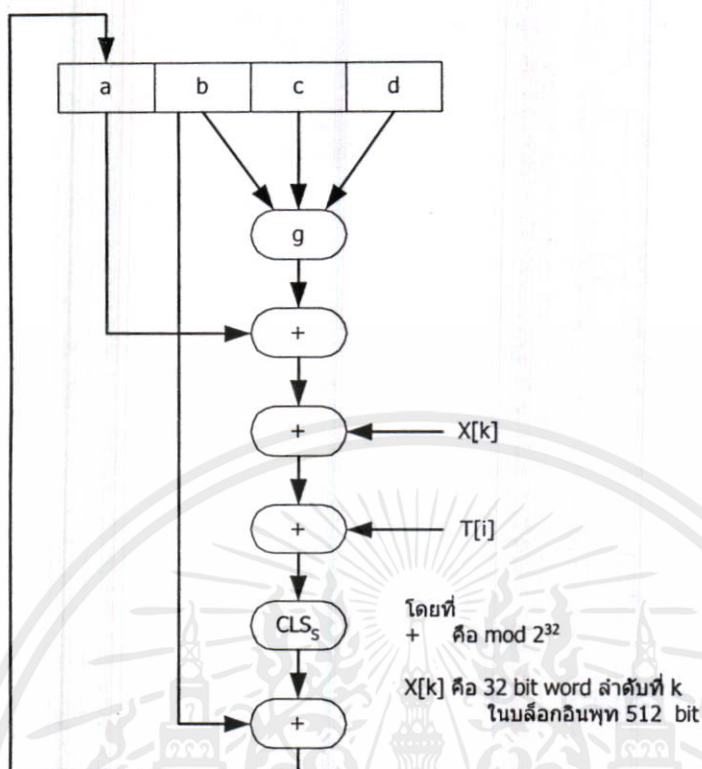 a b c d
g
+
+
X[k]
+
T[i]
CLSS
+
โดยที่
+ คือ mod 2³²
X[k] คือ 32 bit word ลำดับที่ k
ในบล็อกอินพุท 512 bit